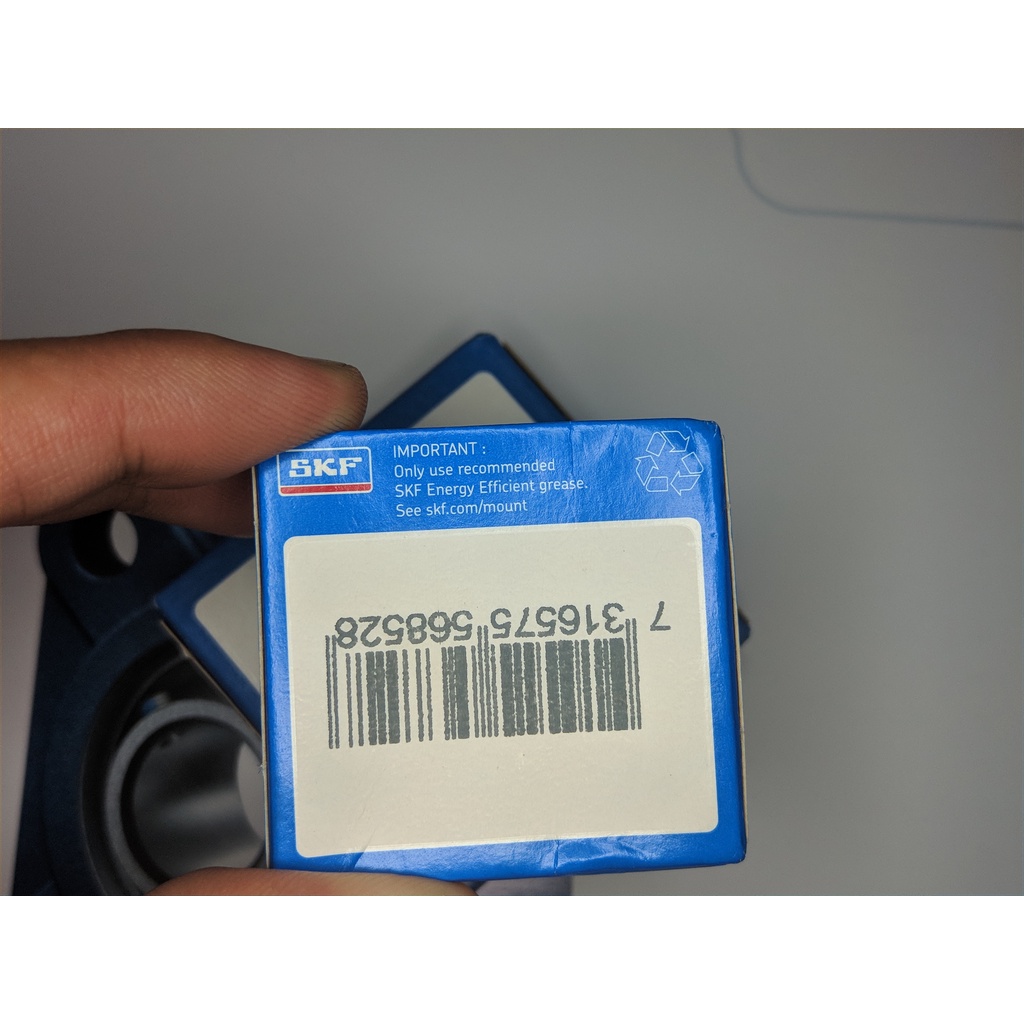 SKF
IMPORTANT :
Only use recommended
SKF Energy Efficient grease.
See skf.com/mount
7 316575 568528